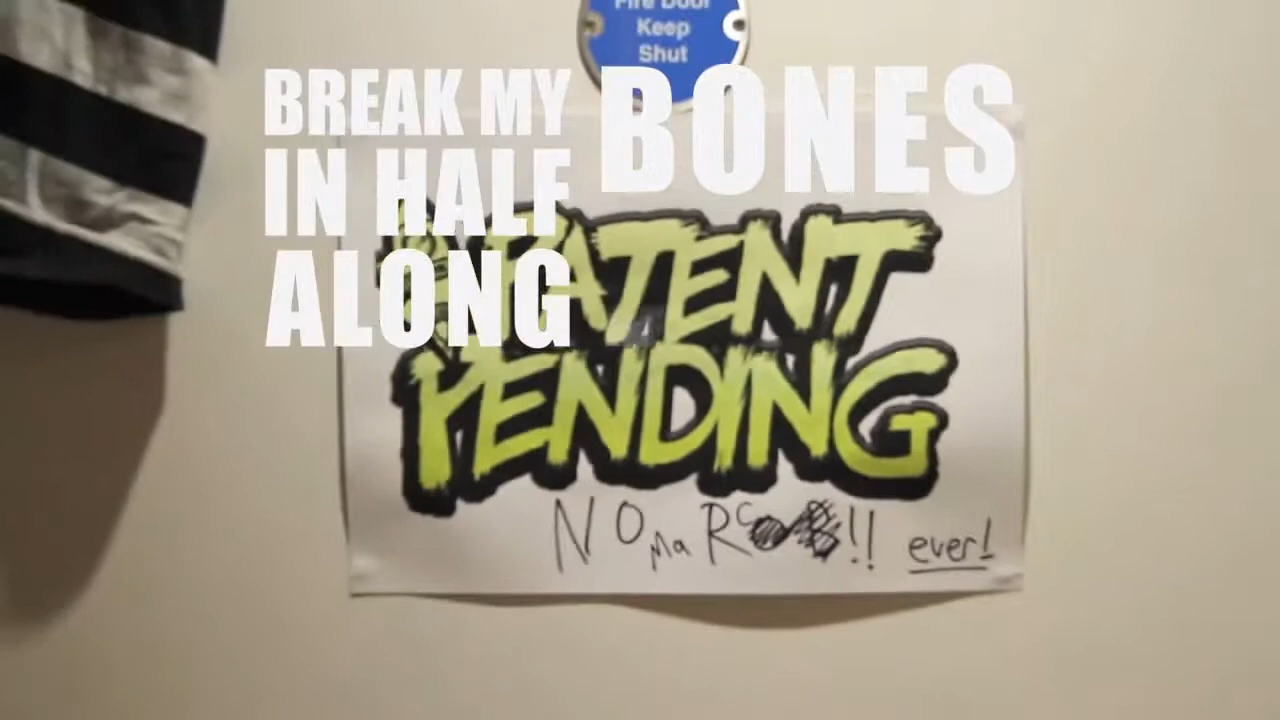 Fire Door
Keep
Shut
BREAK MY BONES
IN HALF
ALONG
PATENT
PENDING
NO
ever!